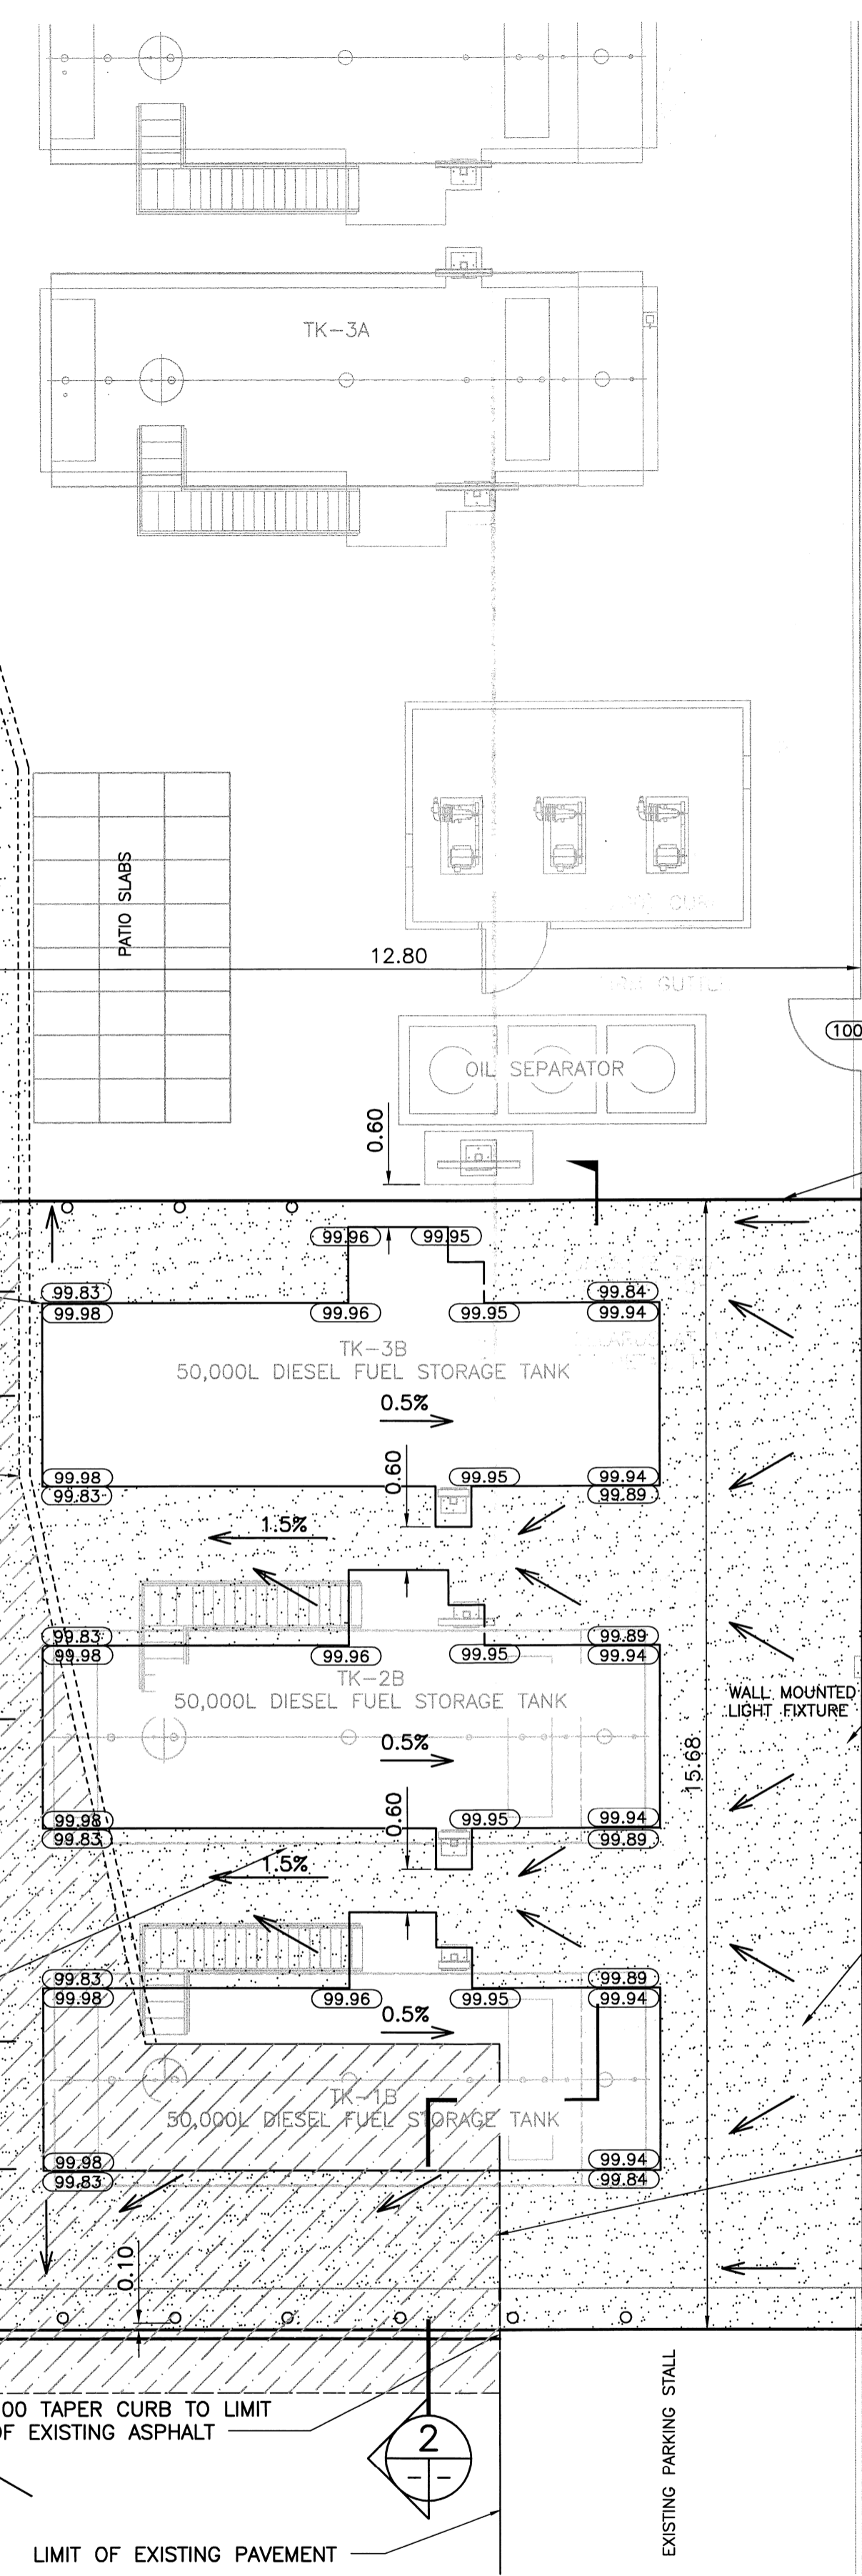 TK-3A
PATIO SLABS
12.80
100
OIL SEPARATOR
0.60
99.96 99.95
99.83 99.84
99.98 99.96 99.95 99.94
TK-3B
50,000L DIESEL FUEL STORAGE TANK
0.5%
0.60
99.98 99.95 99.94
99.83 99.89
1.5%
99.83 99.89
99.98 99.96 99.95 99.94
TK-2B
50,000L DIESEL FUEL STORAGE TANK
WALL MOUNTED
LIGHT FIXTURE
0.5%
15.68
0.60
99.98 99.95 99.94
99.83 99.89
1.5%
99.83 99.89
99.98 99.96 99.95 99.94
0.5%
TK-1B
50,000L DIESEL FUEL STORAGE TANK
99.98 99.94
99.83 99.84
0.10
00 TAPER CURB TO LIMIT
OF EXISTING ASPHALT
2
--
EXISTING PARKING STALL
LIMIT OF EXISTING PAVEMENT